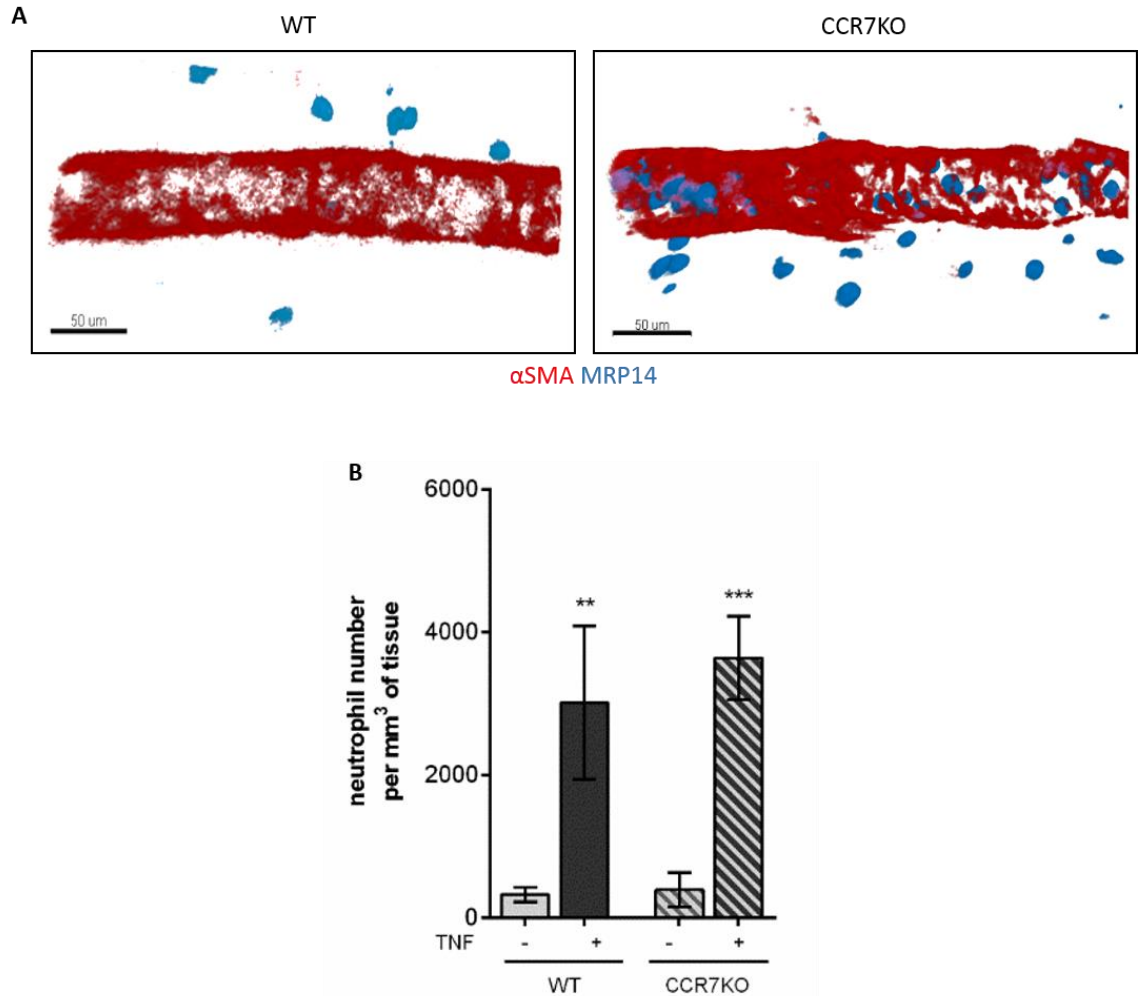 A
WT
CCR7KO
50 um
50 um
αSMA MRP14
B
6000
4000
2000
0
neutrophil number
per mm³ of tissue
**
***
TNF - + - +
WT CCR7KO